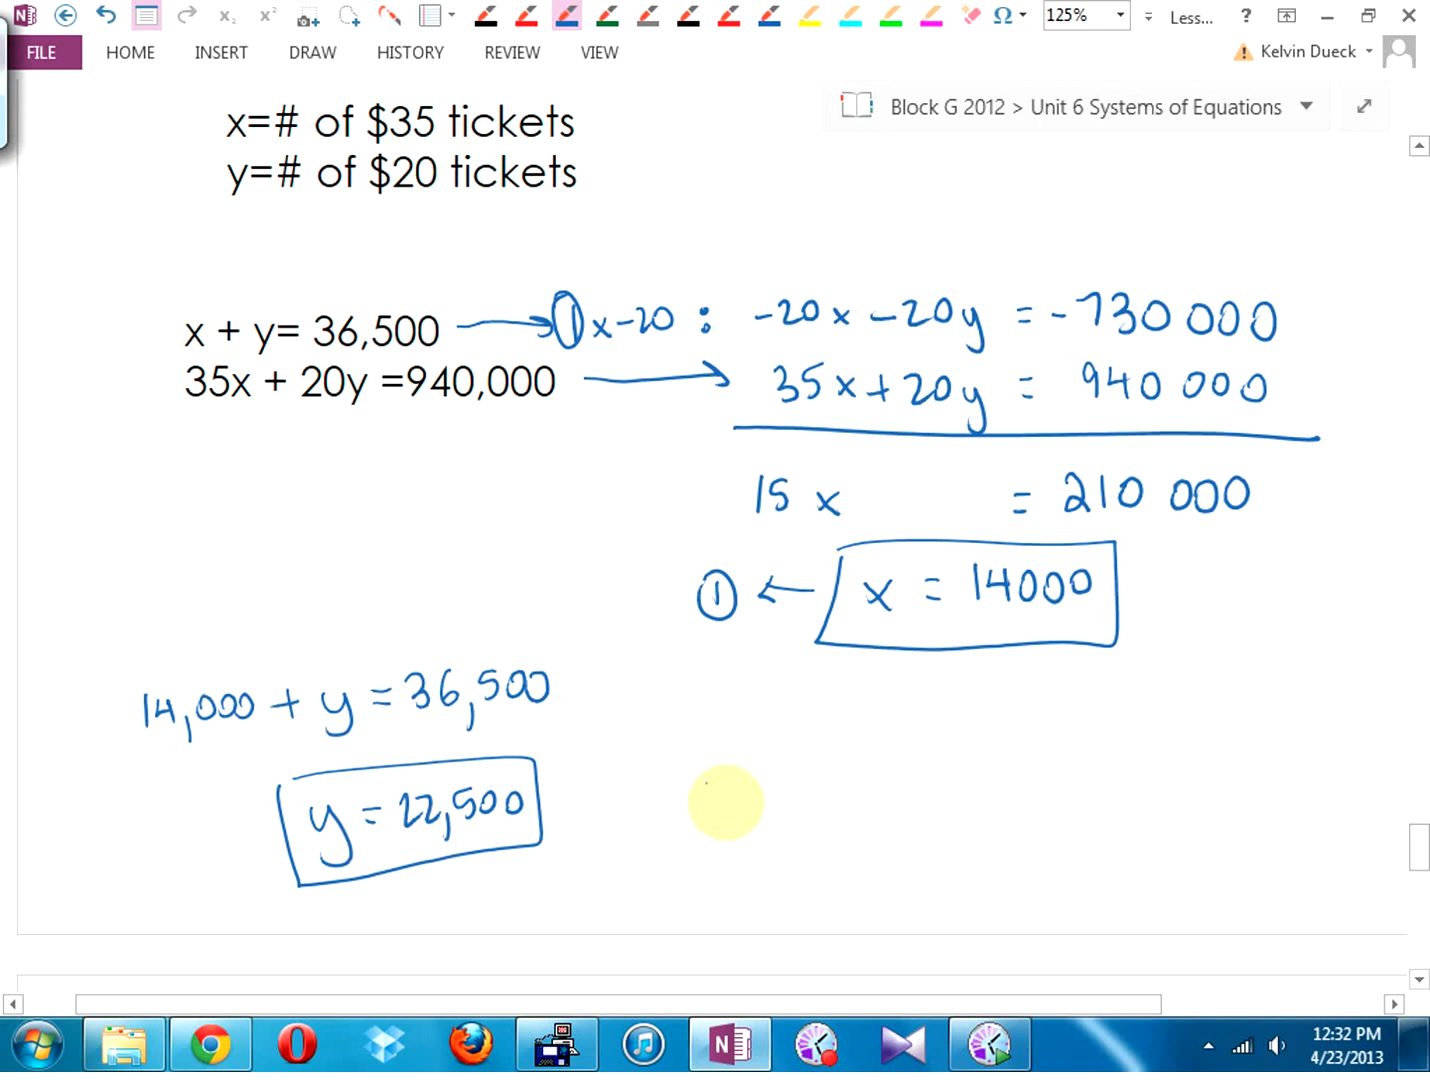 125%
Less...
?
FILE
HOME
INSERT
DRAW
HISTORY
REVIEW
VIEW
Kelvin Dueck
Block G 2012 > Unit 6 Systems of Equations
x=# of $35 tickets
y=# of $20 tickets
x + y= 36,500
① x -20 : -20x -20y = -730 000
35x + 20y =940,000
35x + 20y = 940 000
15 x = 210 000
① ← x = 14000
14,000 + y = 36,500
y = 22,500
12:32 PM
4/23/2013